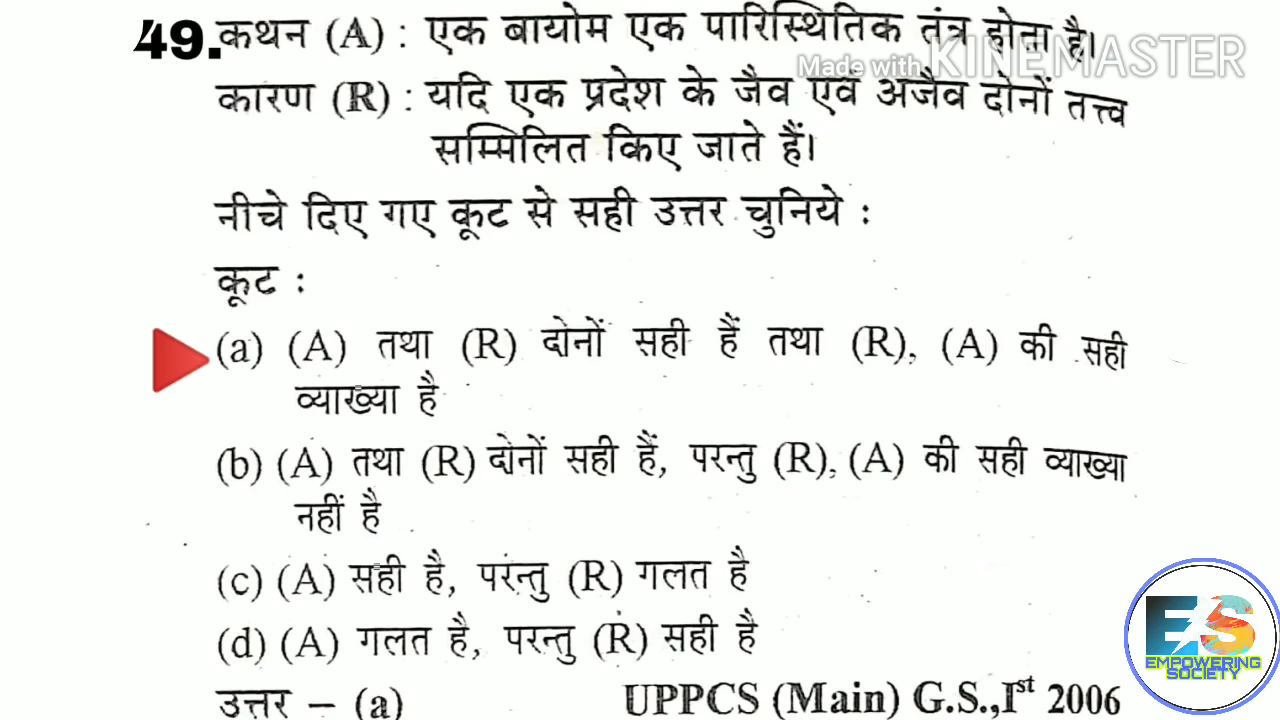 49. कथन (A) : एक बायोम एक पारिस्थितिक तंत्र होता है।
Made with KINEMASTER
कारण (R) : यदि एक प्रदेश के जैव एवं अजैव दोनों तत्त्व
सम्मिलित किए जाते हैं।
नीचे दिए गए कूट से सही उत्तर चुनिये :
कूट :
(a) (A) तथा (R) दोनों सही हैं तथा (R), (A) की सही
व्याख्या है
(b) (A) तथा (R) दोनों सही हैं, परन्तु (R), (A) की सही व्याख्या
नहीं है
(c) (A) सही है, परंन्तु (R) गलत है
(d) (A) गलत है, परन्तु (R) सही है
उत्तर – (a)
UPPCS (Main) G.S.,Ist 2006
ES
EMPOWERING
SOCIETY